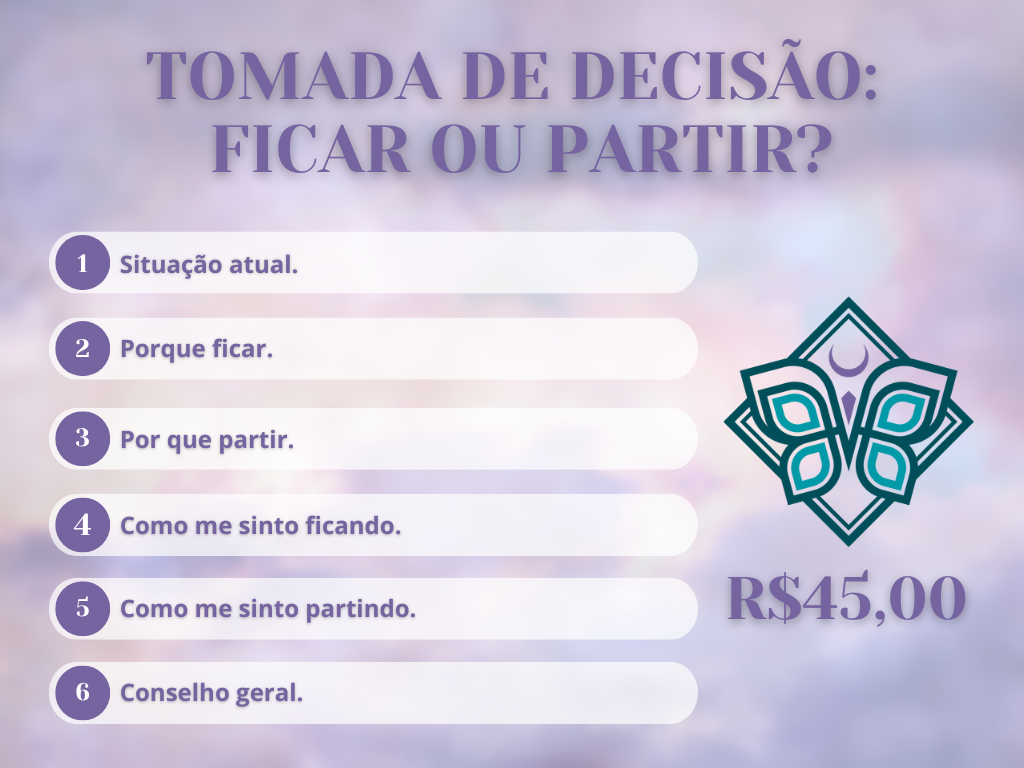 TOMADA DE DECISÃO:
FICAR OU PARTIR?
1 Situação atual.
2 Porque ficar.
3 Por que partir.
4 Como me sinto ficando.
5 Como me sinto partindo.
6 Conselho geral.
R$45,00